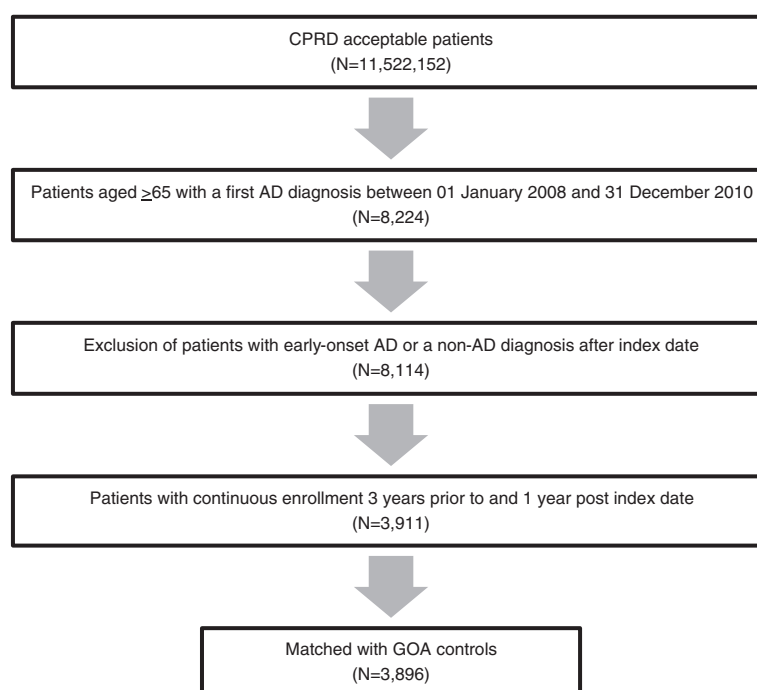 CPRD acceptable patients
(N=11,522,152)
Patients aged ≥65 with a first AD diagnosis between 01 January 2008 and 31 December 2010
(N=8,224)
Exclusion of patients with early-onset AD or a non-AD diagnosis after index date
(N=8,114)
Patients with continuous enrollment 3 years prior to and 1 year post index date
(N=3,911)
Matched with GOA controls
(N=3,896)